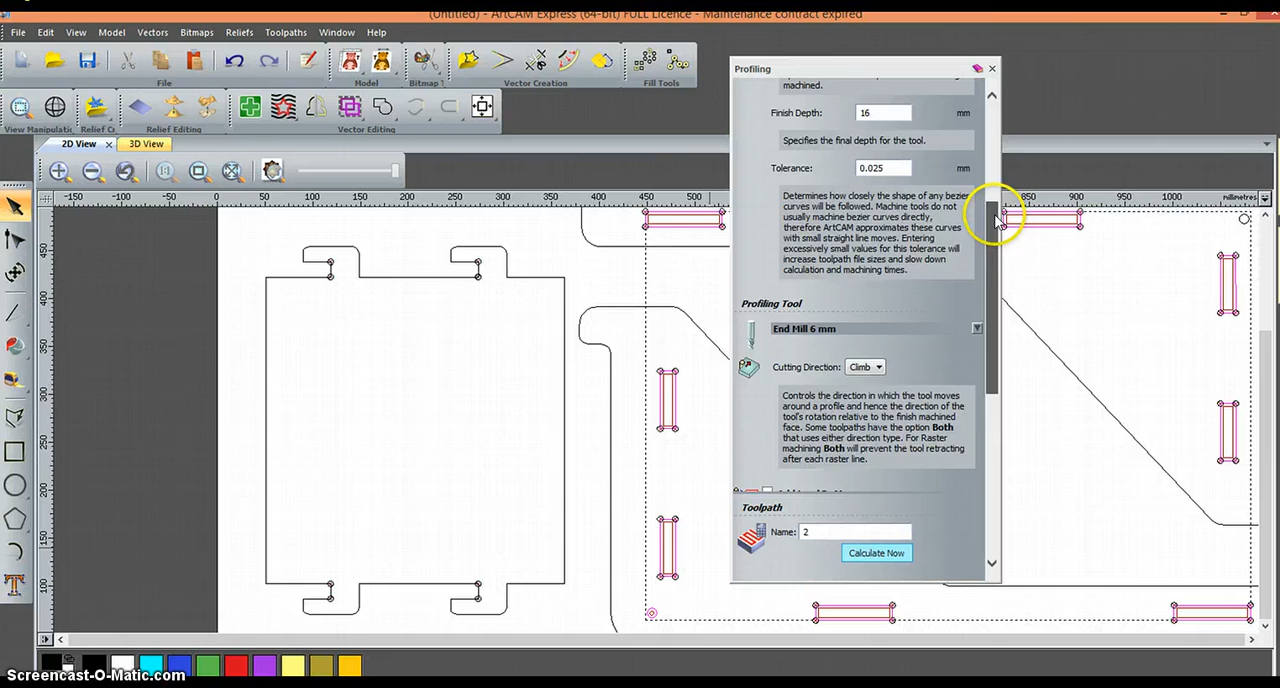 (Untitled) - ArtCAM Express (64-bit) FULL Licence - Maintenance contract expired
File Edit View Model Vectors Bitmaps Reliefs Toolpaths Window Help
File Model Bitmap Vector Creation Fill Tools
View Manipulatic Relief Cr Relief Editing Vector Editing
2D View 3D View
-150 -100 -50 0 50 100 150 200 250 300 350 400 450 500 650 900 950 1000 millimetres
450
400
350
300
250
200
150
100
Profiling
machined.
Finish Depth: 16 mm
Specifies the final depth for the tool.
Tolerance: 0.025 mm
Determines how closely the shape of any bezier
curves will be followed. Machine tools do not
usually machine bezier curves directly,
therefore ArtCAM approximates these curves
with small straight line moves. Entering
excessively small values for this tolerance will
increase toolpath file sizes and slow down
calculation and machining times.
Profiling Tool
End Mill 6 mm
Cutting Direction: Climb
Controls the direction in which the tool moves
around a profile and hence the direction of the
tool's rotation relative to the finish machined
face. Some toolpaths have the option Both
that uses either direction type. For Raster
machining Both will prevent the tool retracting
after each raster line.
Toolpath
Name: 2
Calculate Now
Screencast-O-Matic.com